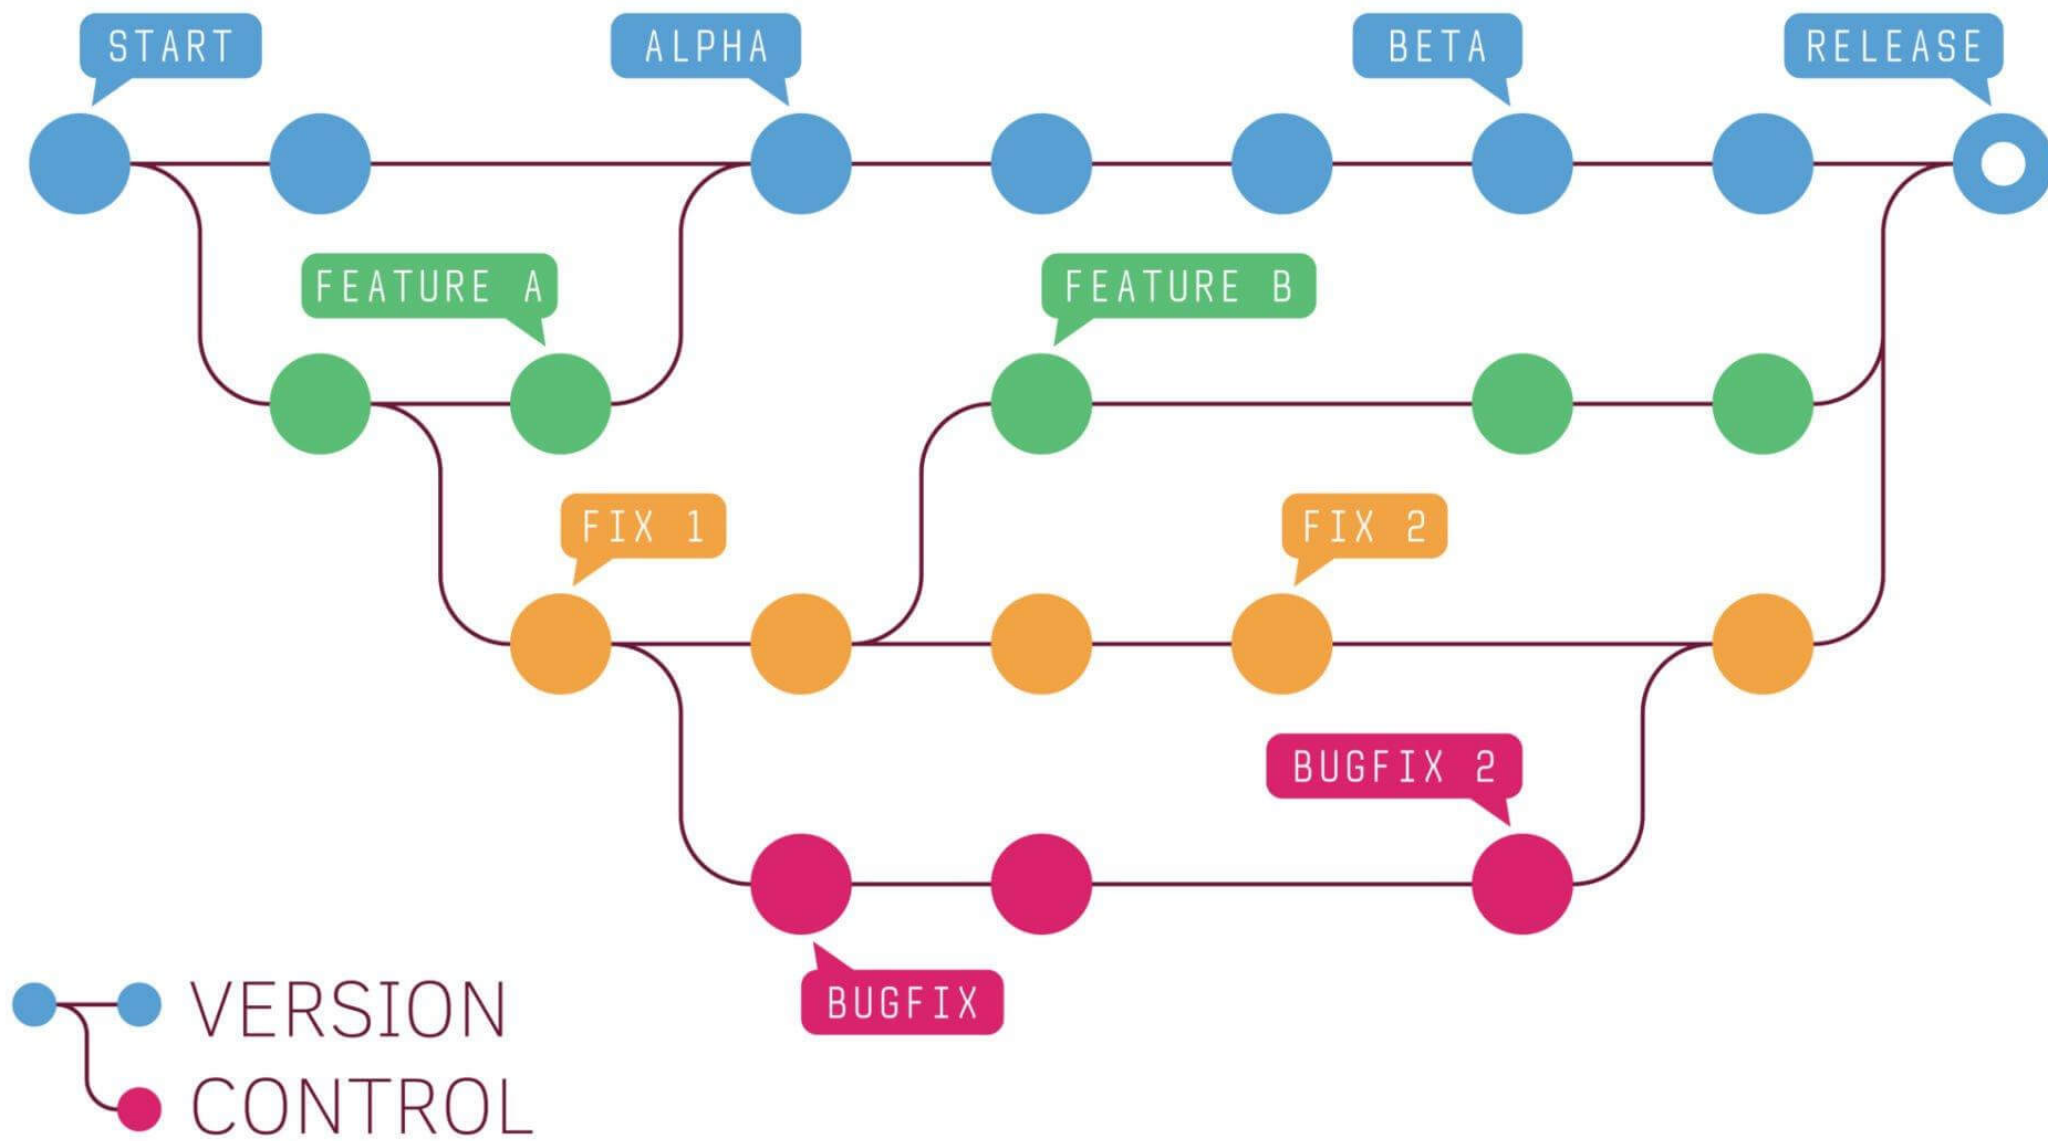 START
ALPHA
BETA
RELEASE
FEATURE A
FEATURE B
FIX 1
FIX 2
BUGFIX 2
BUGFIX
VERSION
CONTROL